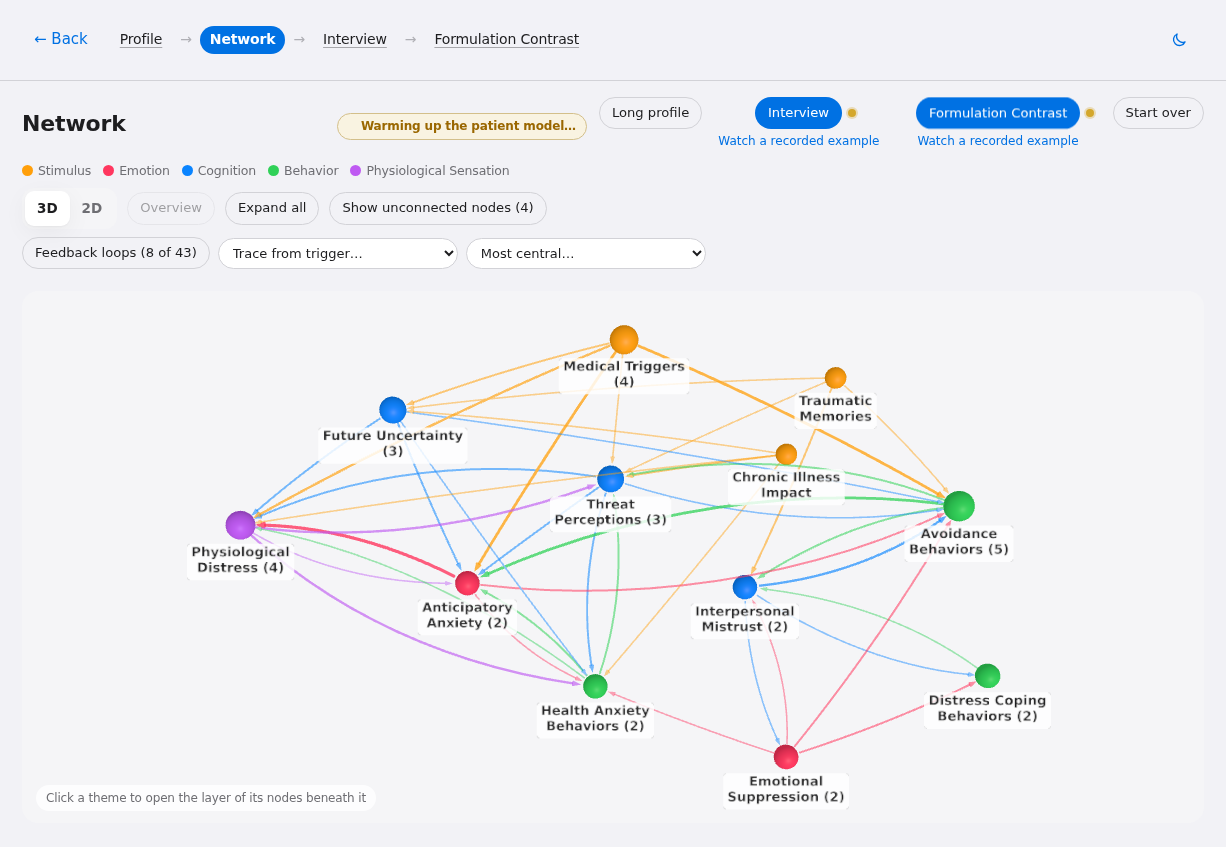 ← Back
Profile → Network → Interview → Formulation Contrast
Network
Warming up the patient model…
Long profile
Interview
Watch a recorded example
Formulation Contrast
Watch a recorded example
Start over
Stimulus Emotion Cognition Behavior Physiological Sensation
3D 2D Overview Expand all Show unconnected nodes (4)
Feedback loops (8 of 43) Trace from trigger… Most central…
Medical Triggers
(4)
Traumatic
Memories
Future Uncertainty
(3)
Chronic Illness
Impact
Threat
Perceptions (3)
Avoidance
Behaviors (5)
Physiological
Distress (4)
Anticipatory
Anxiety (2)
Interpersonal
Mistrust (2)
Health Anxiety
Behaviors (2)
Distress Coping
Behaviors (2)
Emotional
Suppression (2)
Click a theme to open the layer of its nodes beneath it